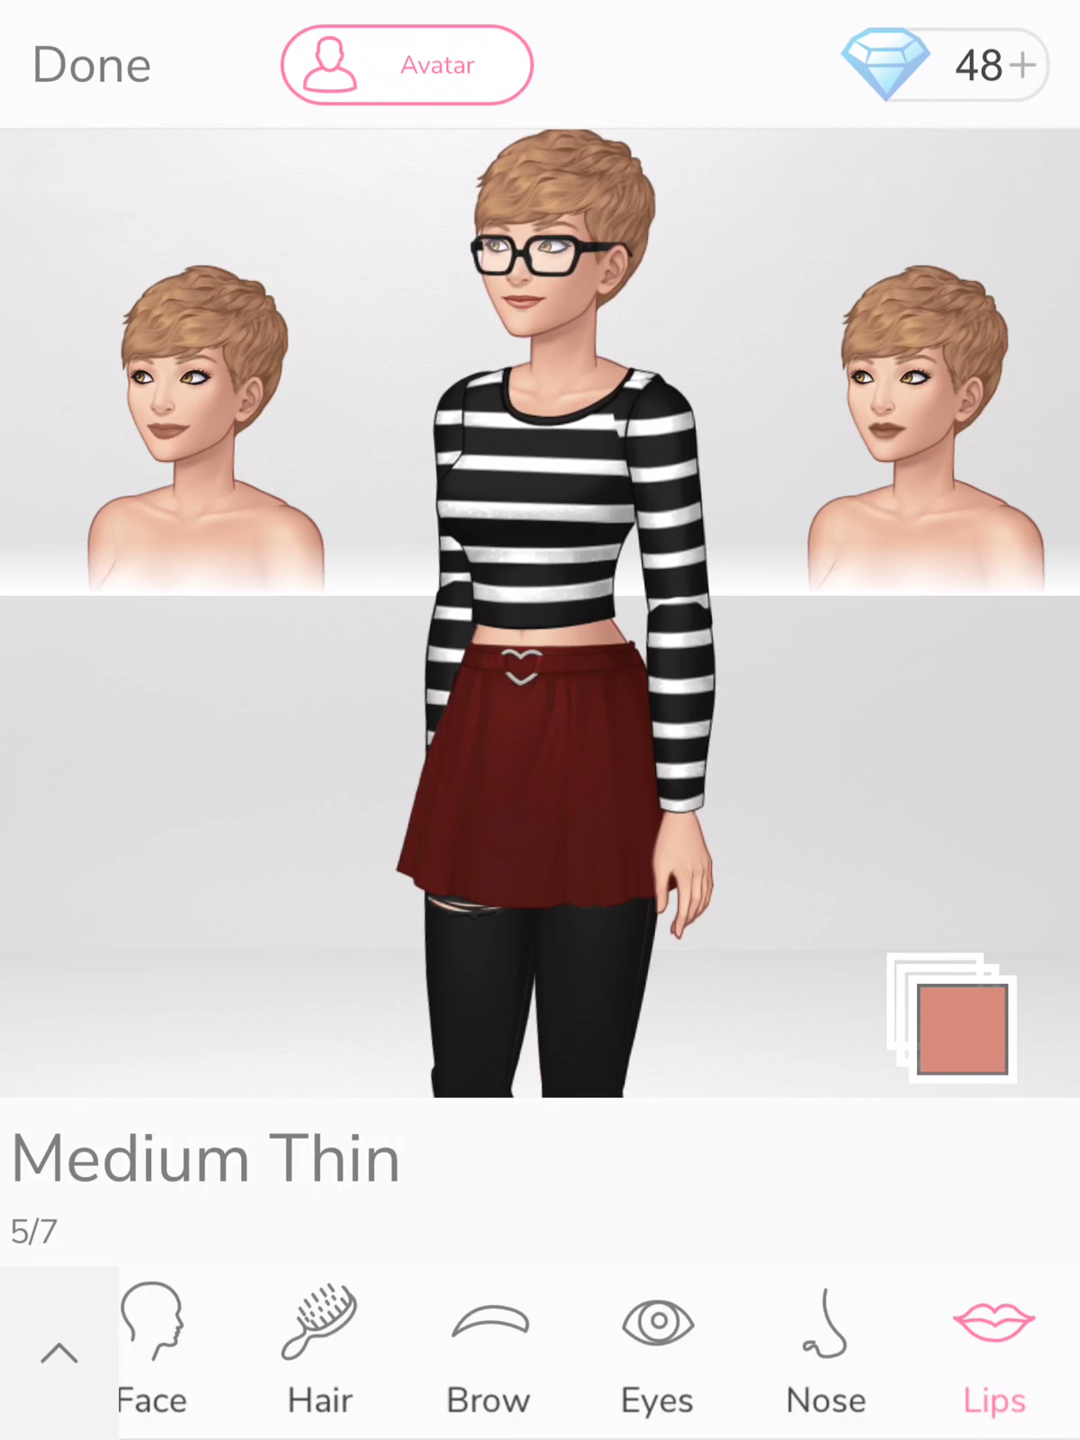 Done
Avatar
48+
Medium Thin
5/7
Face
Hair
Brow
Eyes
Nose
Lips